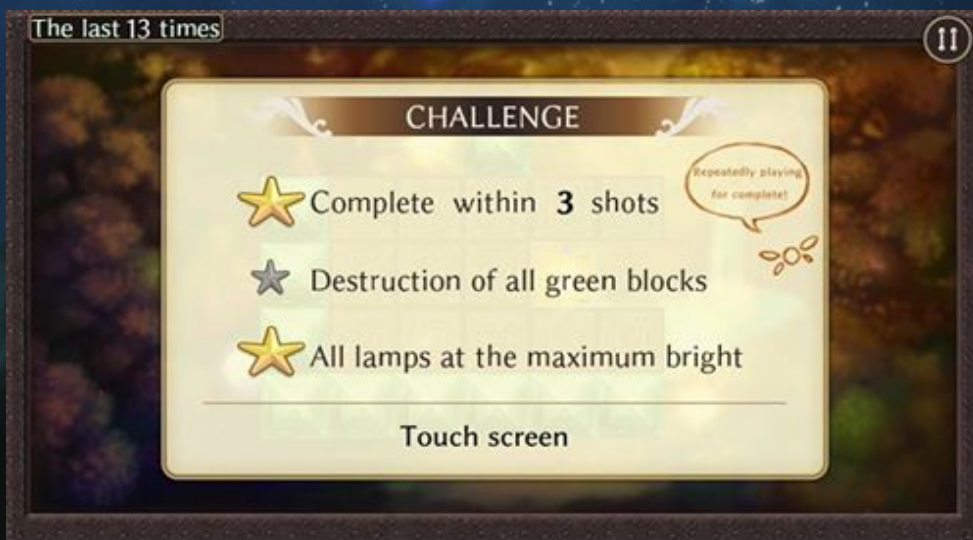 The last 13 times
CHALLENGE
Repeatedly playing
for complete!
Complete within 3 shots
Destruction of all green blocks
All lamps at the maximum bright
Touch screen